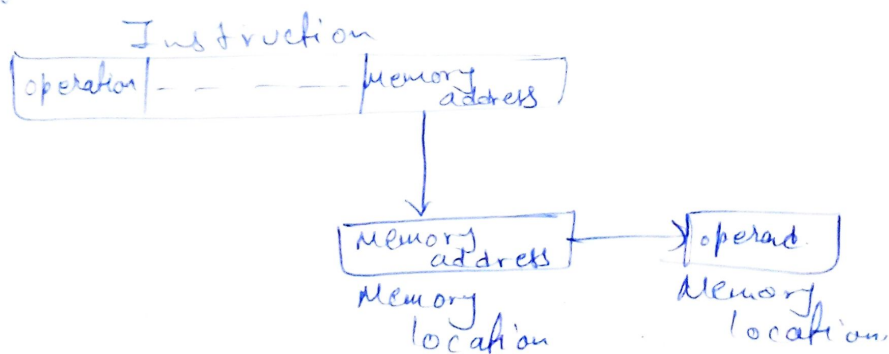 Instruction
operation - - - - Memory
address
Memory
address
operad.
Memory
location
Memory
location.